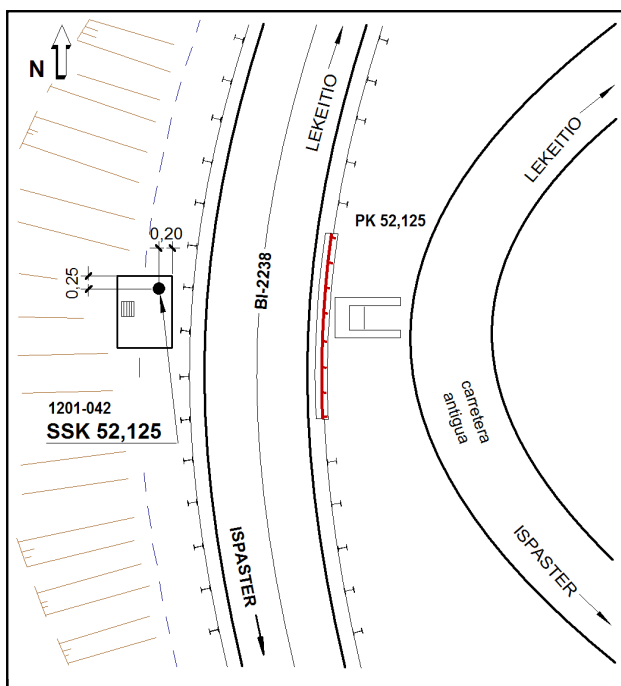 N
LEKEITIO
LEKEITIO
PK 52,125
0,20
BI-2238
0,25
1201-042
SSK 52,125
carretera
antigua
ISPASTER
ISPASTER